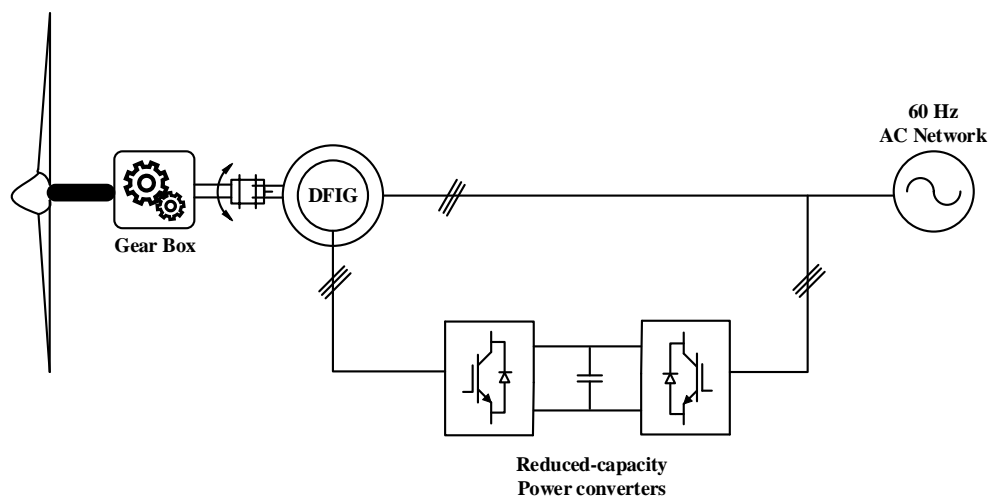 60 Hz
AC Network
DFIG
Gear Box
Reduced-capacity
Power converters